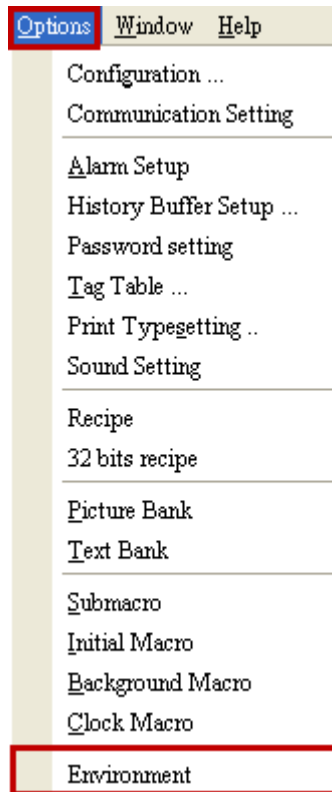 Options Window Help
Configuration ...
Communication Setting
Alarm Setup
History Buffer Setup ...
Password setting
Tag Table ...
Print Typesetting ..
Sound Setting
Recipe
32 bits recipe
Picture Bank
Text Bank
Submacro
Initial Macro
Background Macro
Clock Macro
Environment